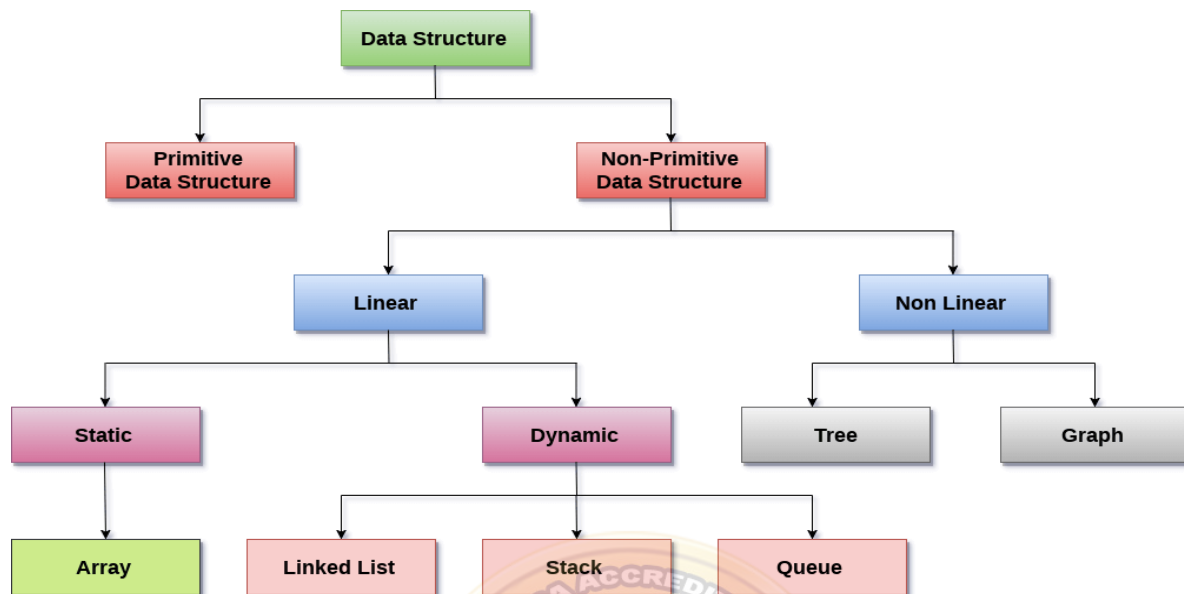 Data Structure
Primitive
Data Structure
Non-Primitive
Data Structure
Linear
Non Linear
Static
Dynamic
Tree
Graph
Array
Linked List
Stack
Queue